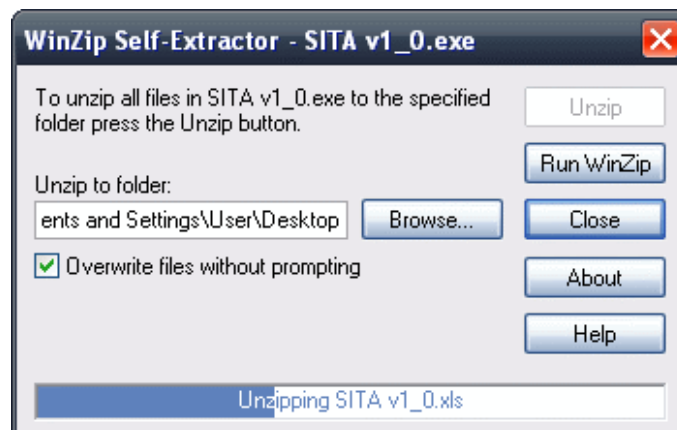 WinZip Self-Extractor - SITA v1_0.exe
To unzip all files in SITA v1_0.exe to the specified
folder press the Unzip button.
Unzip
Run WinZip
Unzip to folder:
ents and Settings\User\Desktop
Browse...
Close
Overwrite files without prompting
About
Help
Unzipping SITA v1_0.xls